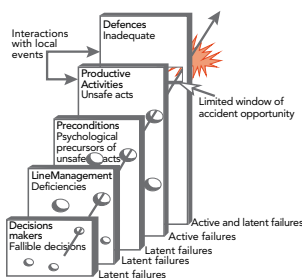 Interactions
with local
events
Defences
Inadequate
Productive
Activities
Unsafe acts
Limited window of
accident opportunity
Preconditions
Psychological
precursors of
unsafe acts
LineManagement
Deficiencies
Decisions
makers
Fallible decisions
Active and latent failures
Active failures
Latent failures
Latent failures
Latent failures